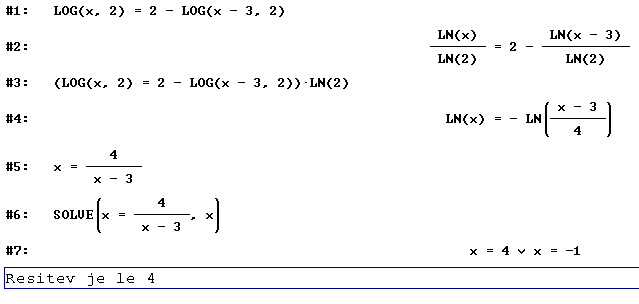 #1: LOG(x, 2) = 2 - LOG(x - 3, 2)
#2: LN(x)/LN(2) = 2 - LN(x - 3)/LN(2)
#3: (LOG(x, 2) = 2 - LOG(x - 3, 2))·LN(2)
#4: LN(x) = - LN((x - 3)/4)
#5: x = 4/(x - 3)
#6: SOLVE(x = 4/(x - 3), x)
#7: x = 4 ∨ x = -1
Resitev je le 4